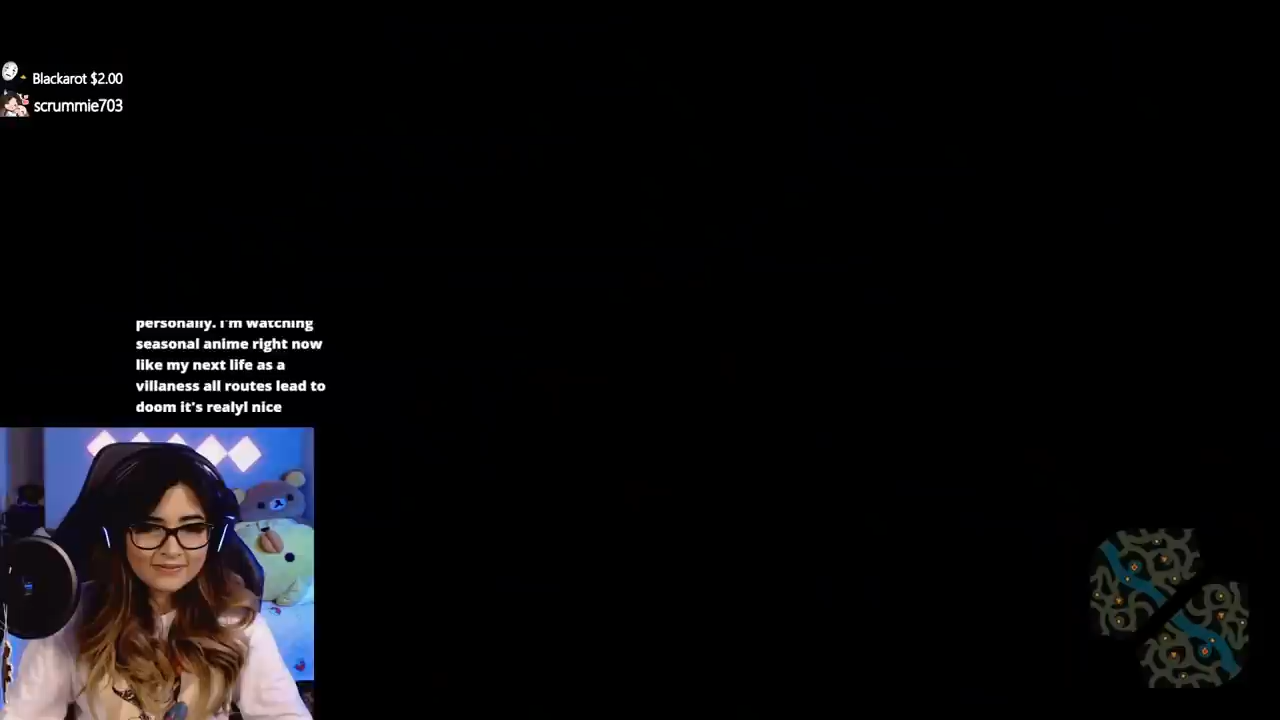 Blackarot $2.00
scrummie703
personally. I'm watching
seasonal anime right now
like my next life as a
villaness all routes lead to
doom it's realyl nice